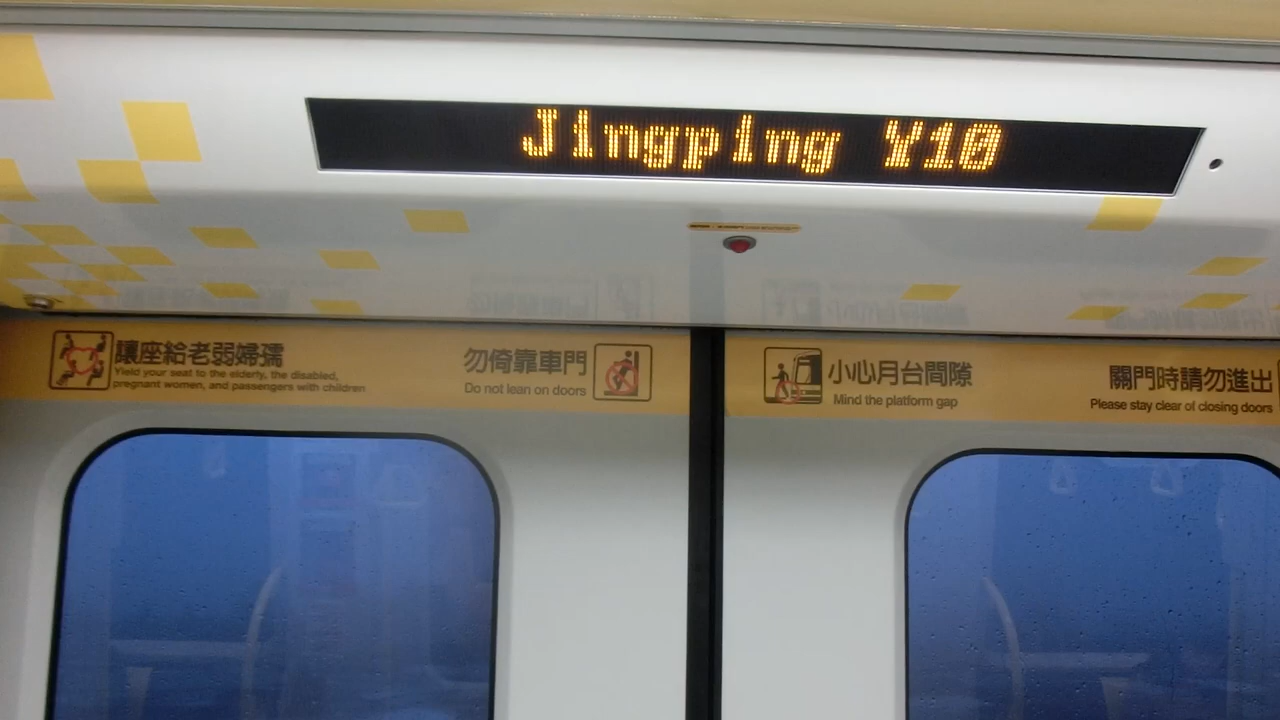 Jingping Y10
讓座給老弱婦孺
Yield your seat to the elderly, the disabled,
pregnant women, and passengers with children
勿倚靠車門
Do not lean on doors
小心月台間隙
Mind the platform gap
關門時請勿進出
Please stay clear of closing doors